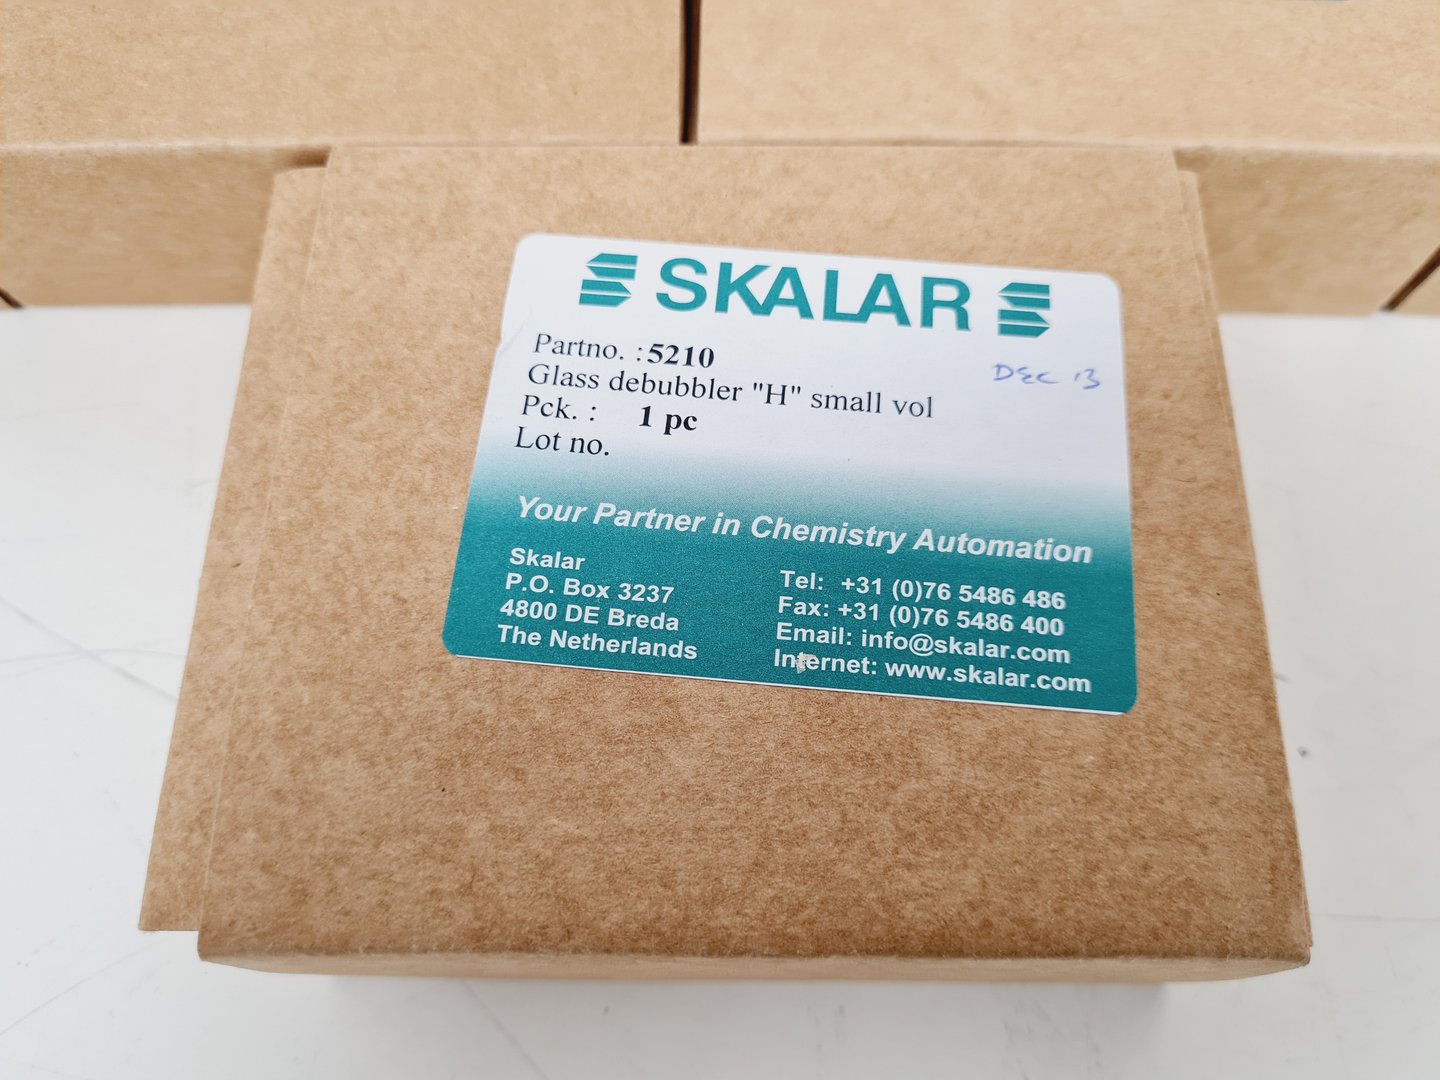 SKALAR
Partno. : 5210
DEC 13
Glass debubbler "H" small vol
Pck. : 1 pc
Lot no.
Your Partner in Chemistry Automation
Skalar
P.O. Box 3237
4800 DE Breda
The Netherlands
Tel: +31 (0)76 5486 486
Fax: +31 (0)76 5486 400
Email: info@skalar.com
Internet: www.skalar.com